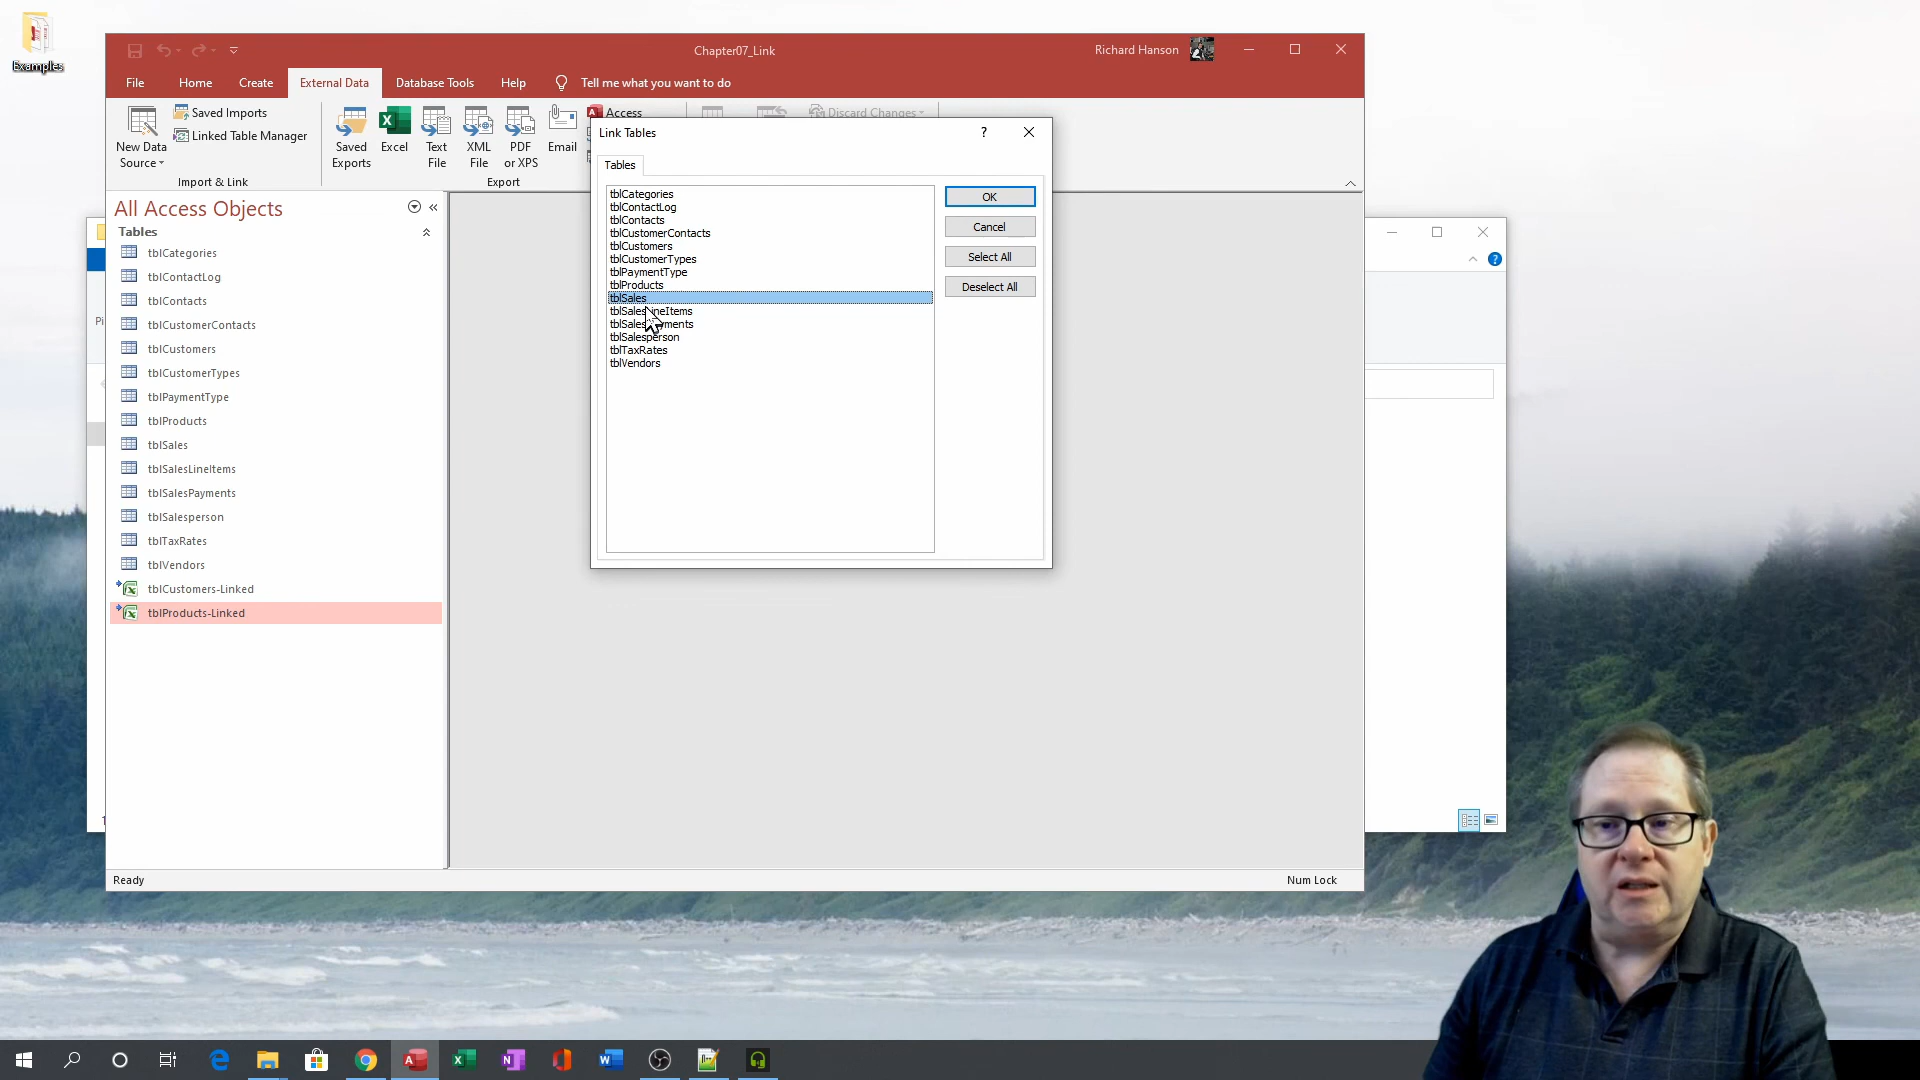 Examples
Chapter07_Link
Richard Hanson
File
Home
Create
External Data
Database Tools
Help
Tell me what you want to do
New Data
Source
Saved Imports
Linked Table Manager
Import & Link
Saved
Exports
Excel
Text
File
XML
File
PDF
or XPS
Email
Access
Export
Discard Changes
All Access Objects
Tables
tblCategories
tblContactLog
tblContacts
tblCustomerContacts
tblCustomers
tblCustomerTypes
tblPaymentType
tblProducts
tblSales
tblSalesLineItems
tblSalesPayments
tblSalesperson
tblTaxRates
tblVendors
tblCustomers-Linked
tblProducts-Linked
Link Tables
?
Tables
tblCategories
tblContactLog
tblContacts
tblCustomerContacts
tblCustomers
tblCustomerTypes
tblPaymentType
tblProducts
tblSales
tblSalesLineItems
tblSalesPayments
tblSalesperson
tblTaxRates
tblVendors
OK
Cancel
Select All
Deselect All
Ready
Num Lock